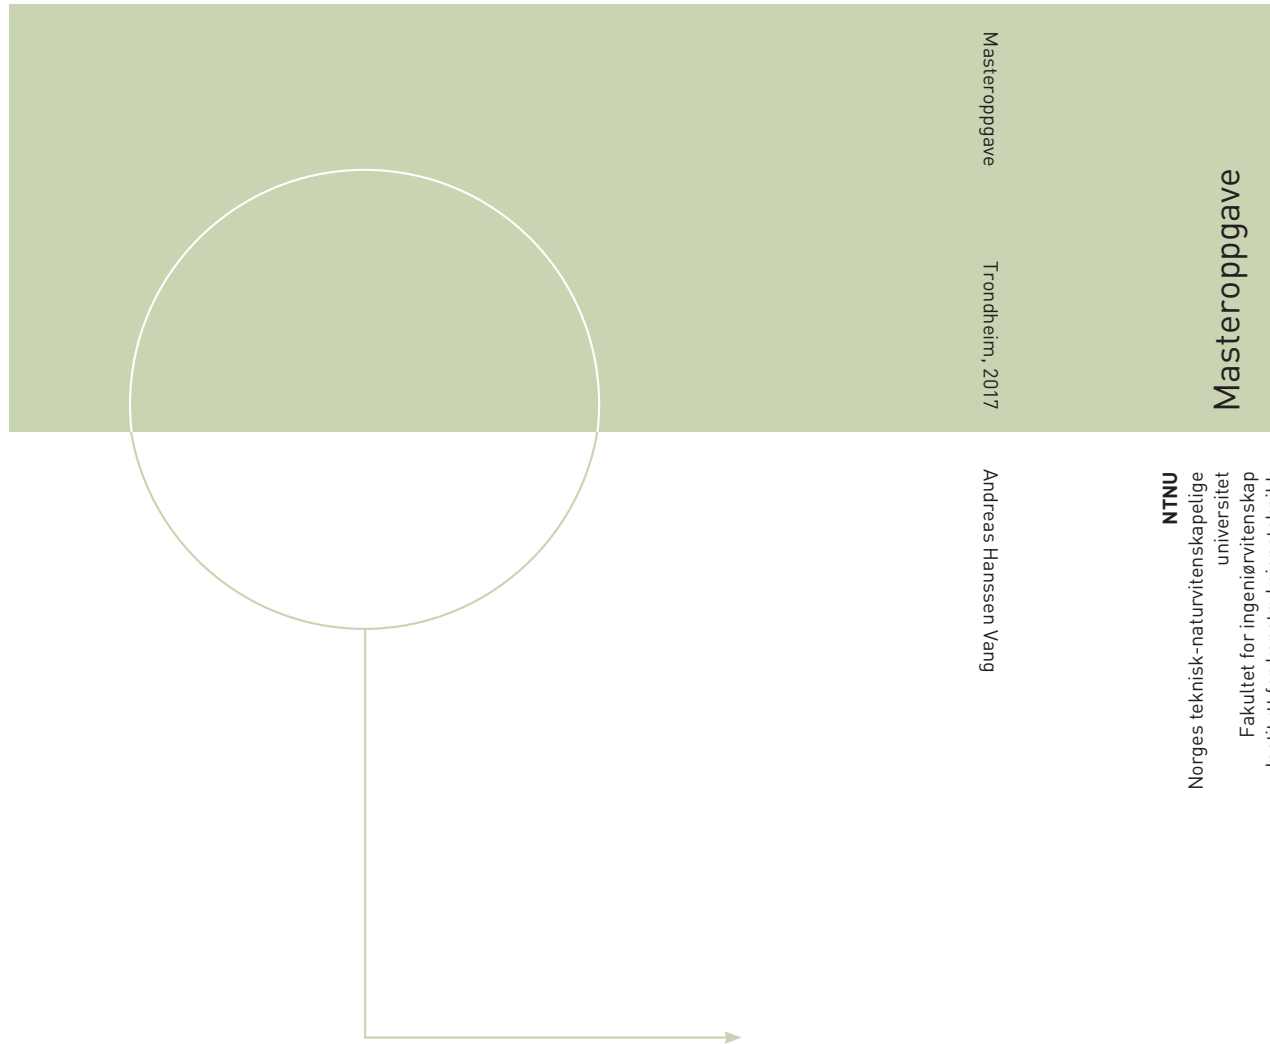 Masteroppgave
Trondheim, 2017
Andreas Hanssen Vang
Masteroppgave
NTNU
Norges teknisk-naturvitenskapelige
universitet
Fakultet for ingeniørvitenskap